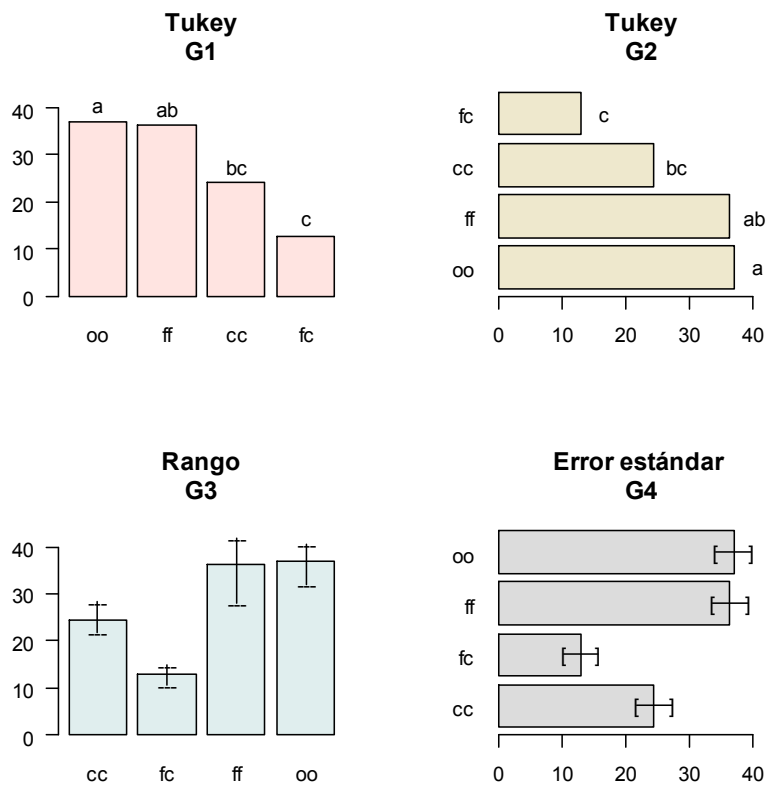 Tukey
G1
40
30
20
10
0
a
ab
bc
c
oo ff cc fc
Tukey
G2
fc
cc
ff
oo
c
bc
ab
a
0 10 20 30 40
Rango
G3
40
30
20
10
0
cc fc ff oo
Error estándar
G4
oo
ff
fc
cc
0 10 20 30 40